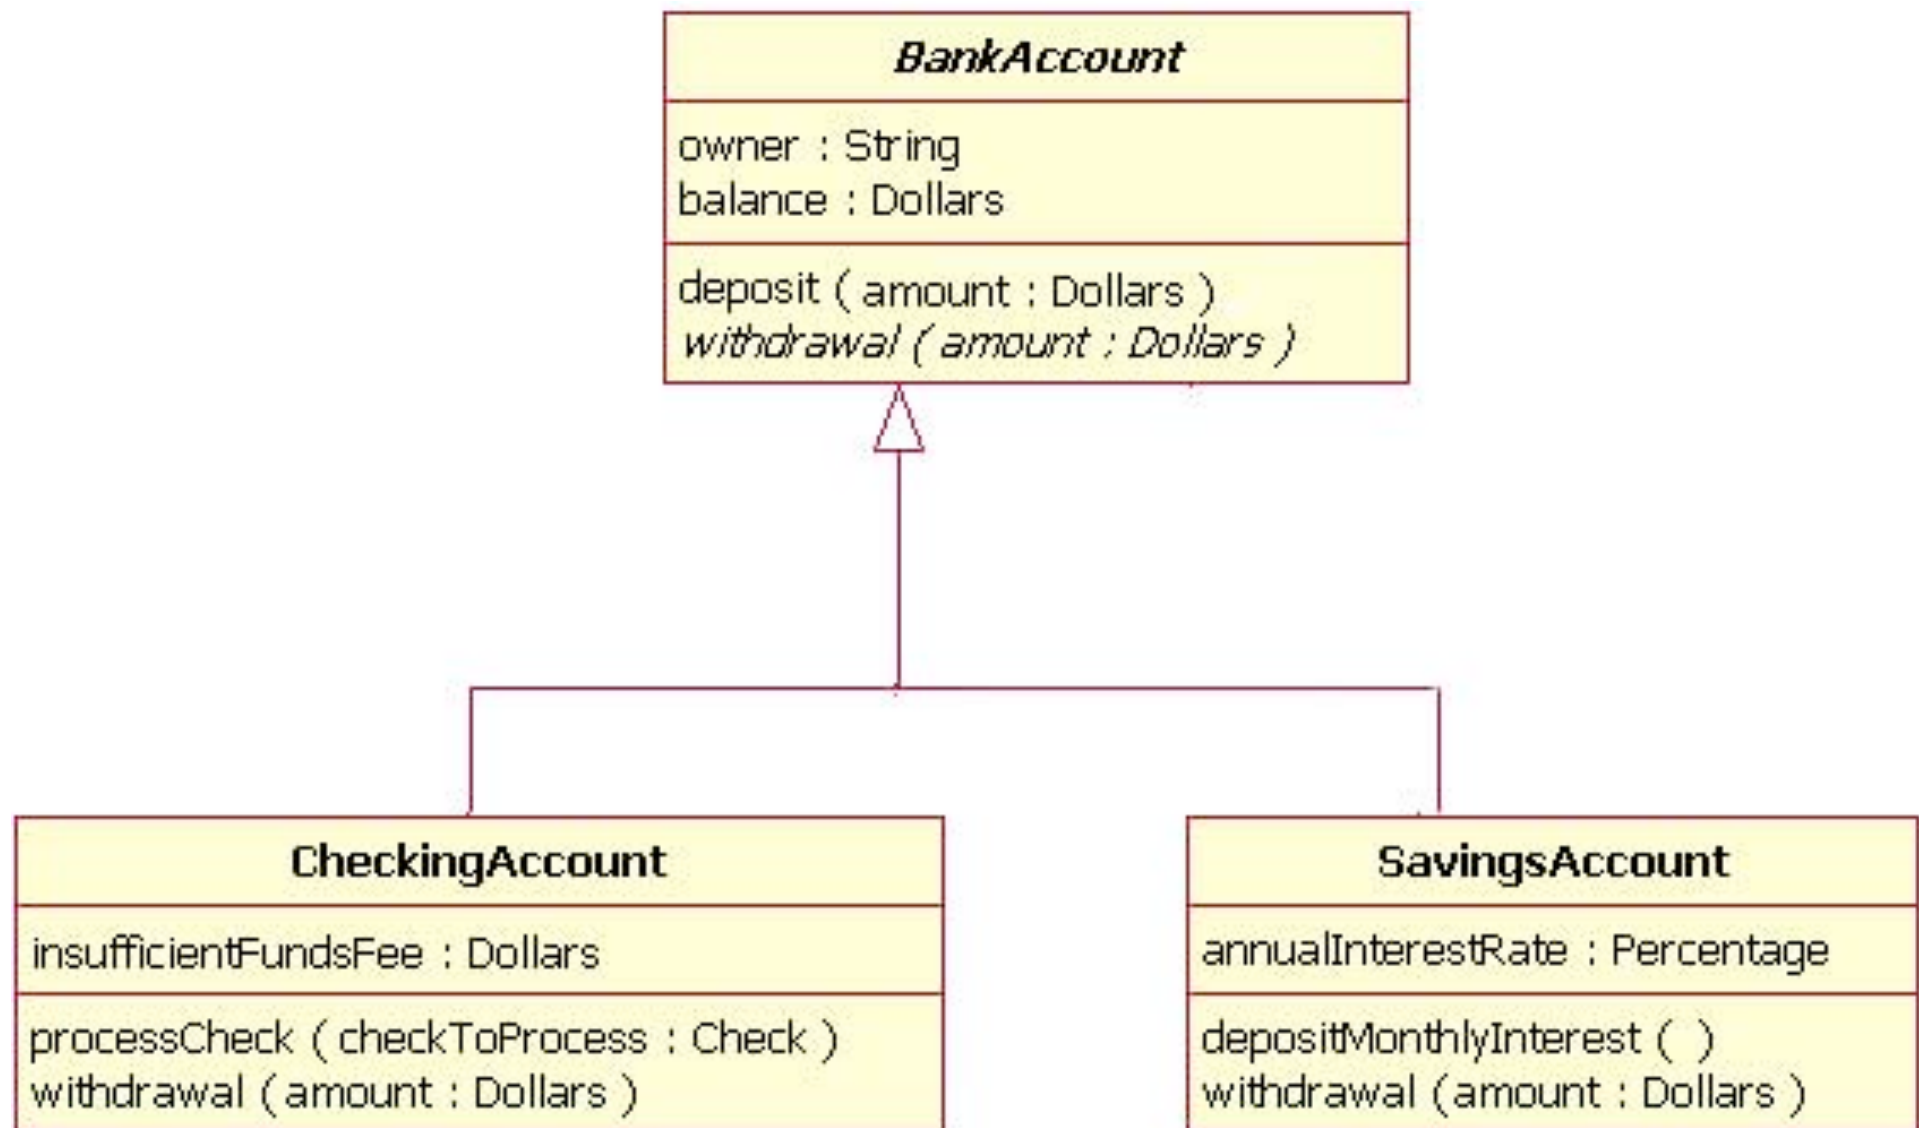 BankAccount
owner : String
balance : Dollars
deposit ( amount : Dollars )
withdrawal ( amount : Dollars )
CheckingAccount
insufficientFundsFee : Dollars
processCheck ( checkToProcess : Check )
withdrawal ( amount : Dollars )
SavingsAccount
annualInterestRate : Percentage
depositMonthlyInterest ( )
withdrawal ( amount : Dollars )